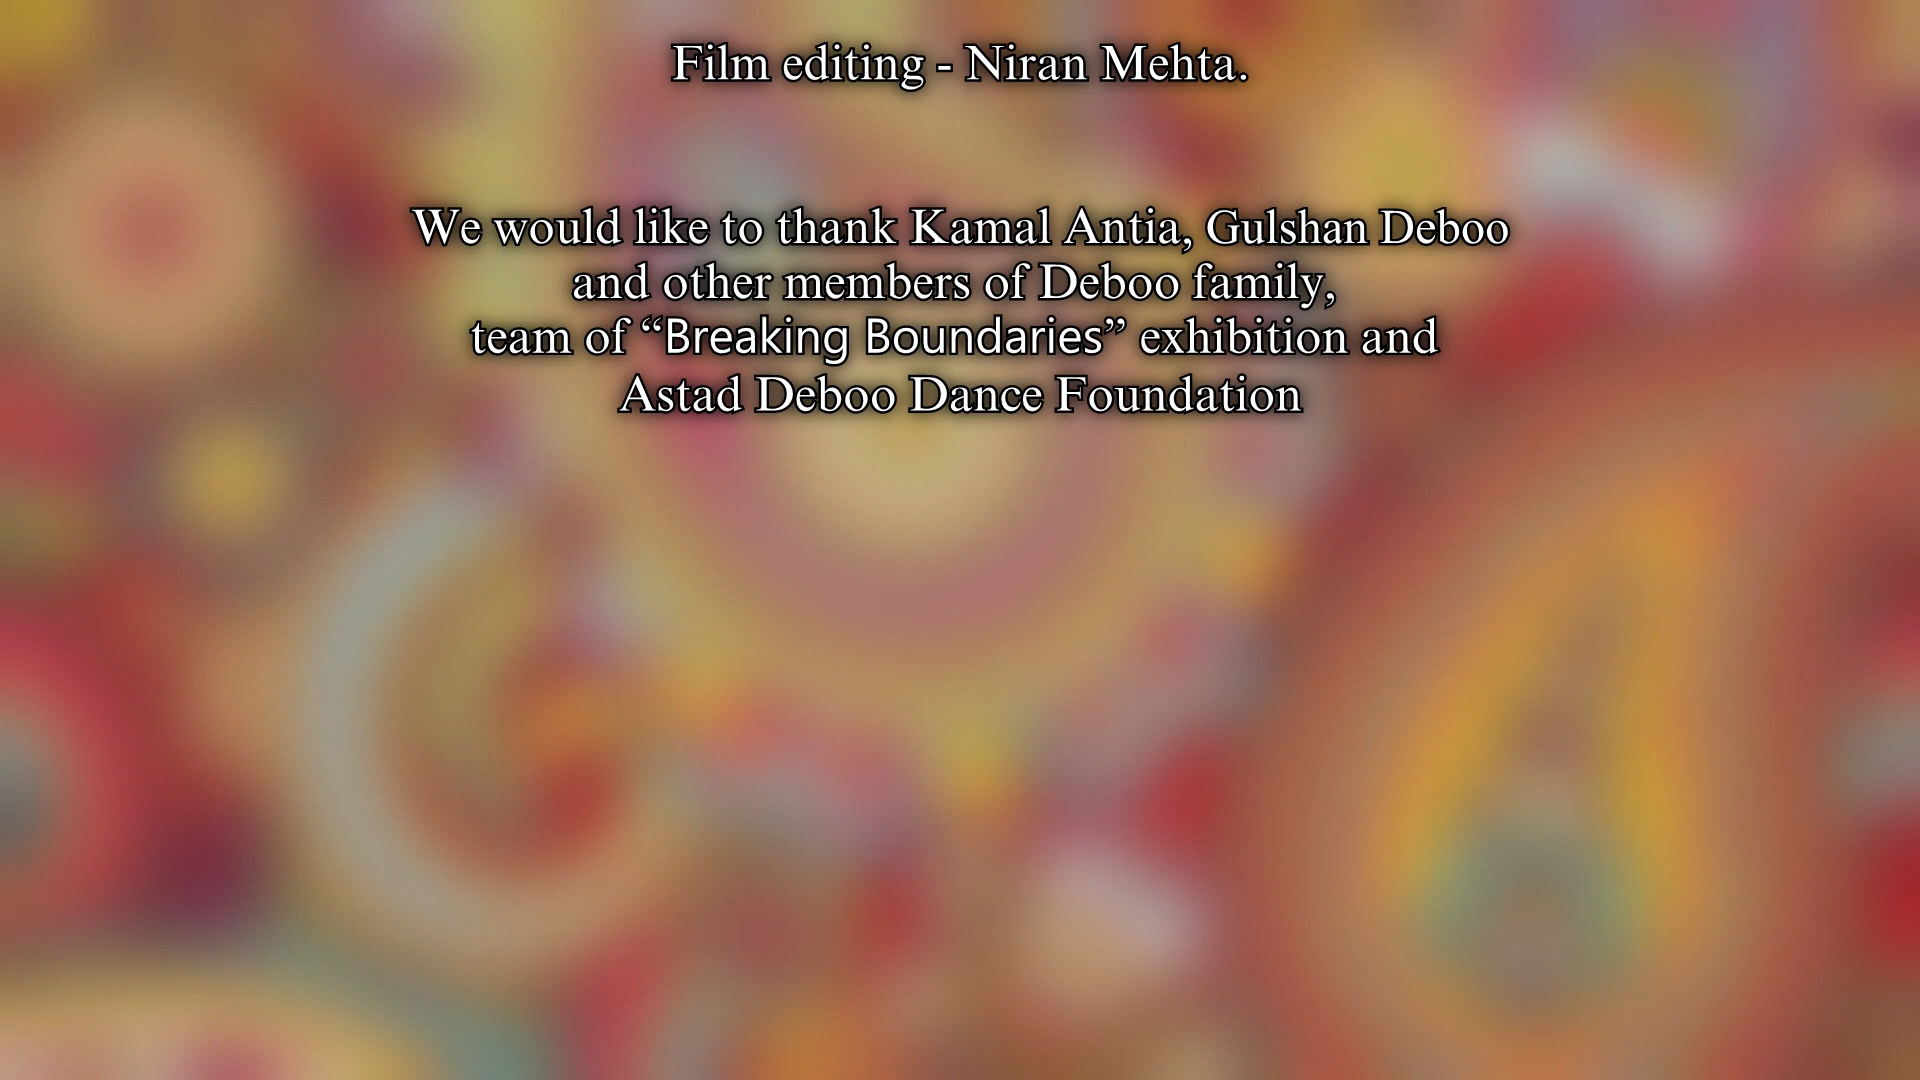 Film editing - Niran Mehta.
We would like to thank Kamal Antia, Gulshan Deboo
and other members of Deboo family,
team of “Breaking Boundaries” exhibition and
Astad Deboo Dance Foundation